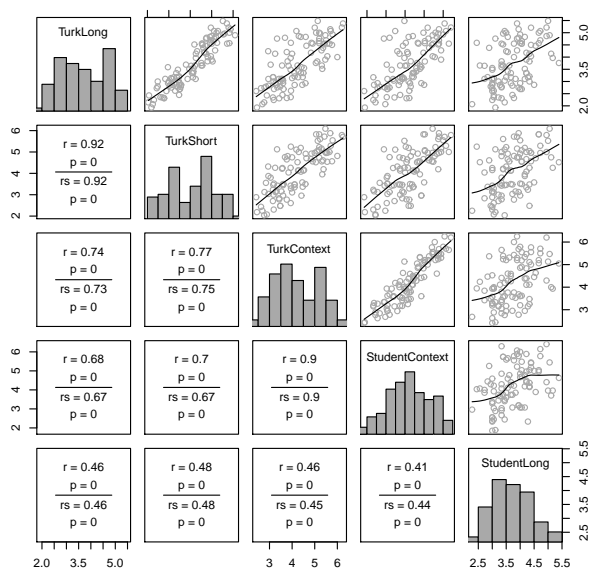 TurkLong
2.0 3.5 5.0
2 3 4 5 6
r = 0.92
p = 0
rs = 0.92
p = 0
TurkShort
r = 0.74
p = 0
rs = 0.73
p = 0
r = 0.77
p = 0
rs = 0.75
p = 0
TurkContext
3 4 5 6
2 3 4 5 6
r = 0.68
p = 0
rs = 0.67
p = 0
r = 0.7
p = 0
rs = 0.67
p = 0
r = 0.9
p = 0
rs = 0.9
p = 0
StudentContext
r = 0.46
p = 0
rs = 0.46
p = 0
r = 0.48
p = 0
rs = 0.48
p = 0
r = 0.46
p = 0
rs = 0.45
p = 0
r = 0.41
p = 0
rs = 0.44
p = 0
StudentLong
2.5 3.5 4.5 5.5
2.0 3.5 5.0
3 4 5 6
2.5 3.5 4.5 5.5